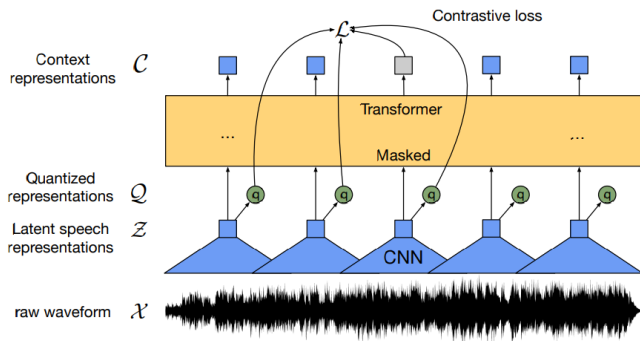 Contrastive loss
ℒ
Context
representations 𝒞
Transformer
... ...
Masked
Quantized
representations 𝒬
q q q q q
Latent speech
representations 𝒵
CNN
raw waveform 𝒳